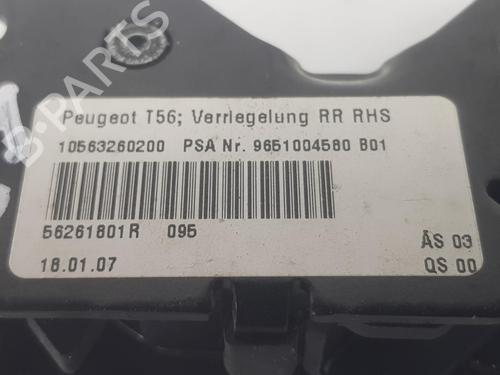 Peugeot T56; Verriegelung RR RHS
10563260200 PSA Nr. 9651004580 B01
56261801R 095
ÄS 03
18.01.07
QS 00